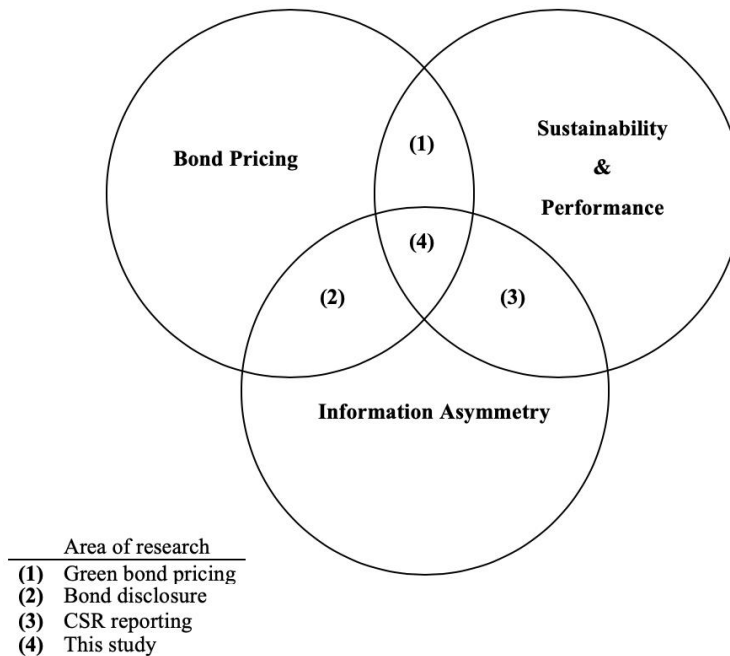 Bond Pricing
Sustainability
&
Performance
(1)
(4)
(2)
(3)
Information Asymmetry
Area of research
(1) Green bond pricing
(2) Bond disclosure
(3) CSR reporting
(4) This study